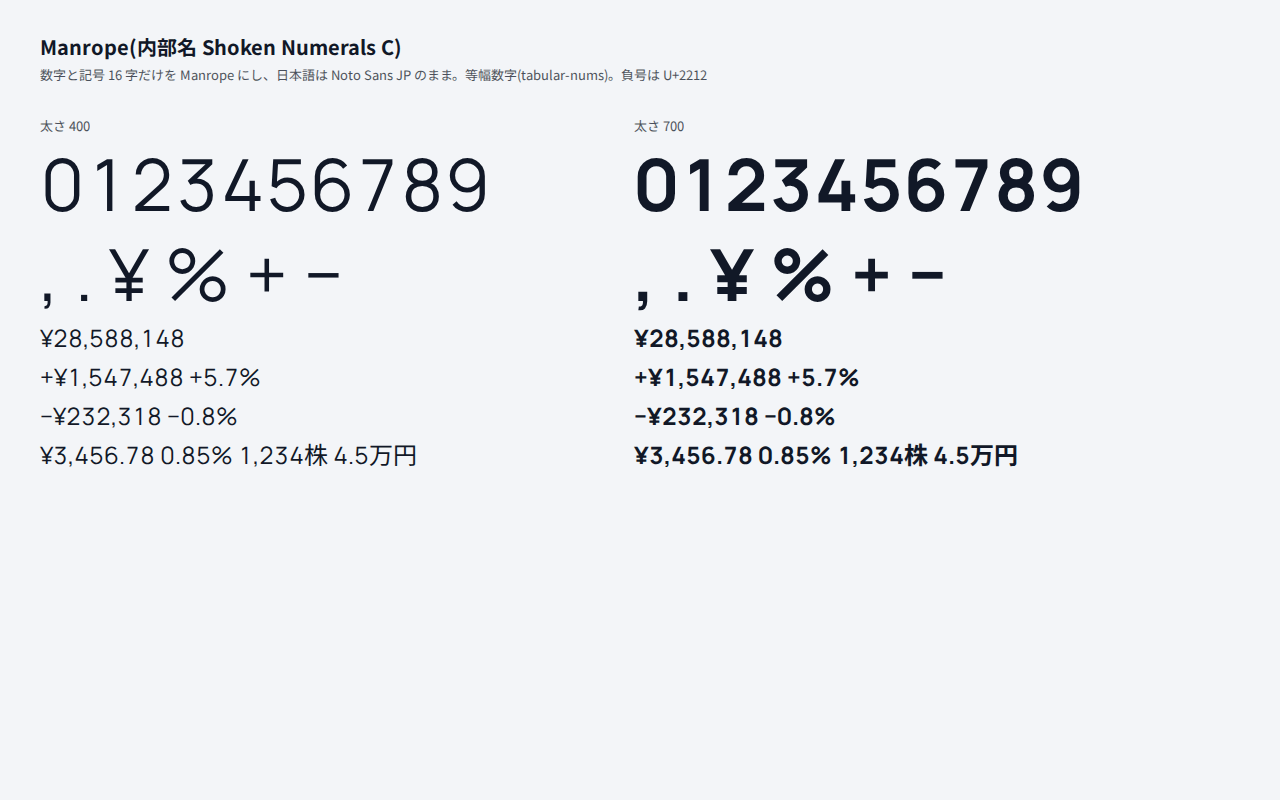 Manrope(内部名 Shoken Numerals C)
数字と記号 16 字だけを Manrope にし、日本語は Noto Sans JP のまま。等幅数字(tabular-nums)。負号は U+2212
太さ 400
0123456789
, . ¥ % + −
¥28,588,148
+¥1,547,488 +5.7%
−¥232,318 −0.8%
¥3,456.78 0.85% 1,234株 4.5万円
太さ 700
0123456789
, . ¥ % + −
¥28,588,148
+¥1,547,488 +5.7%
−¥232,318 −0.8%
¥3,456.78 0.85% 1,234株 4.5万円